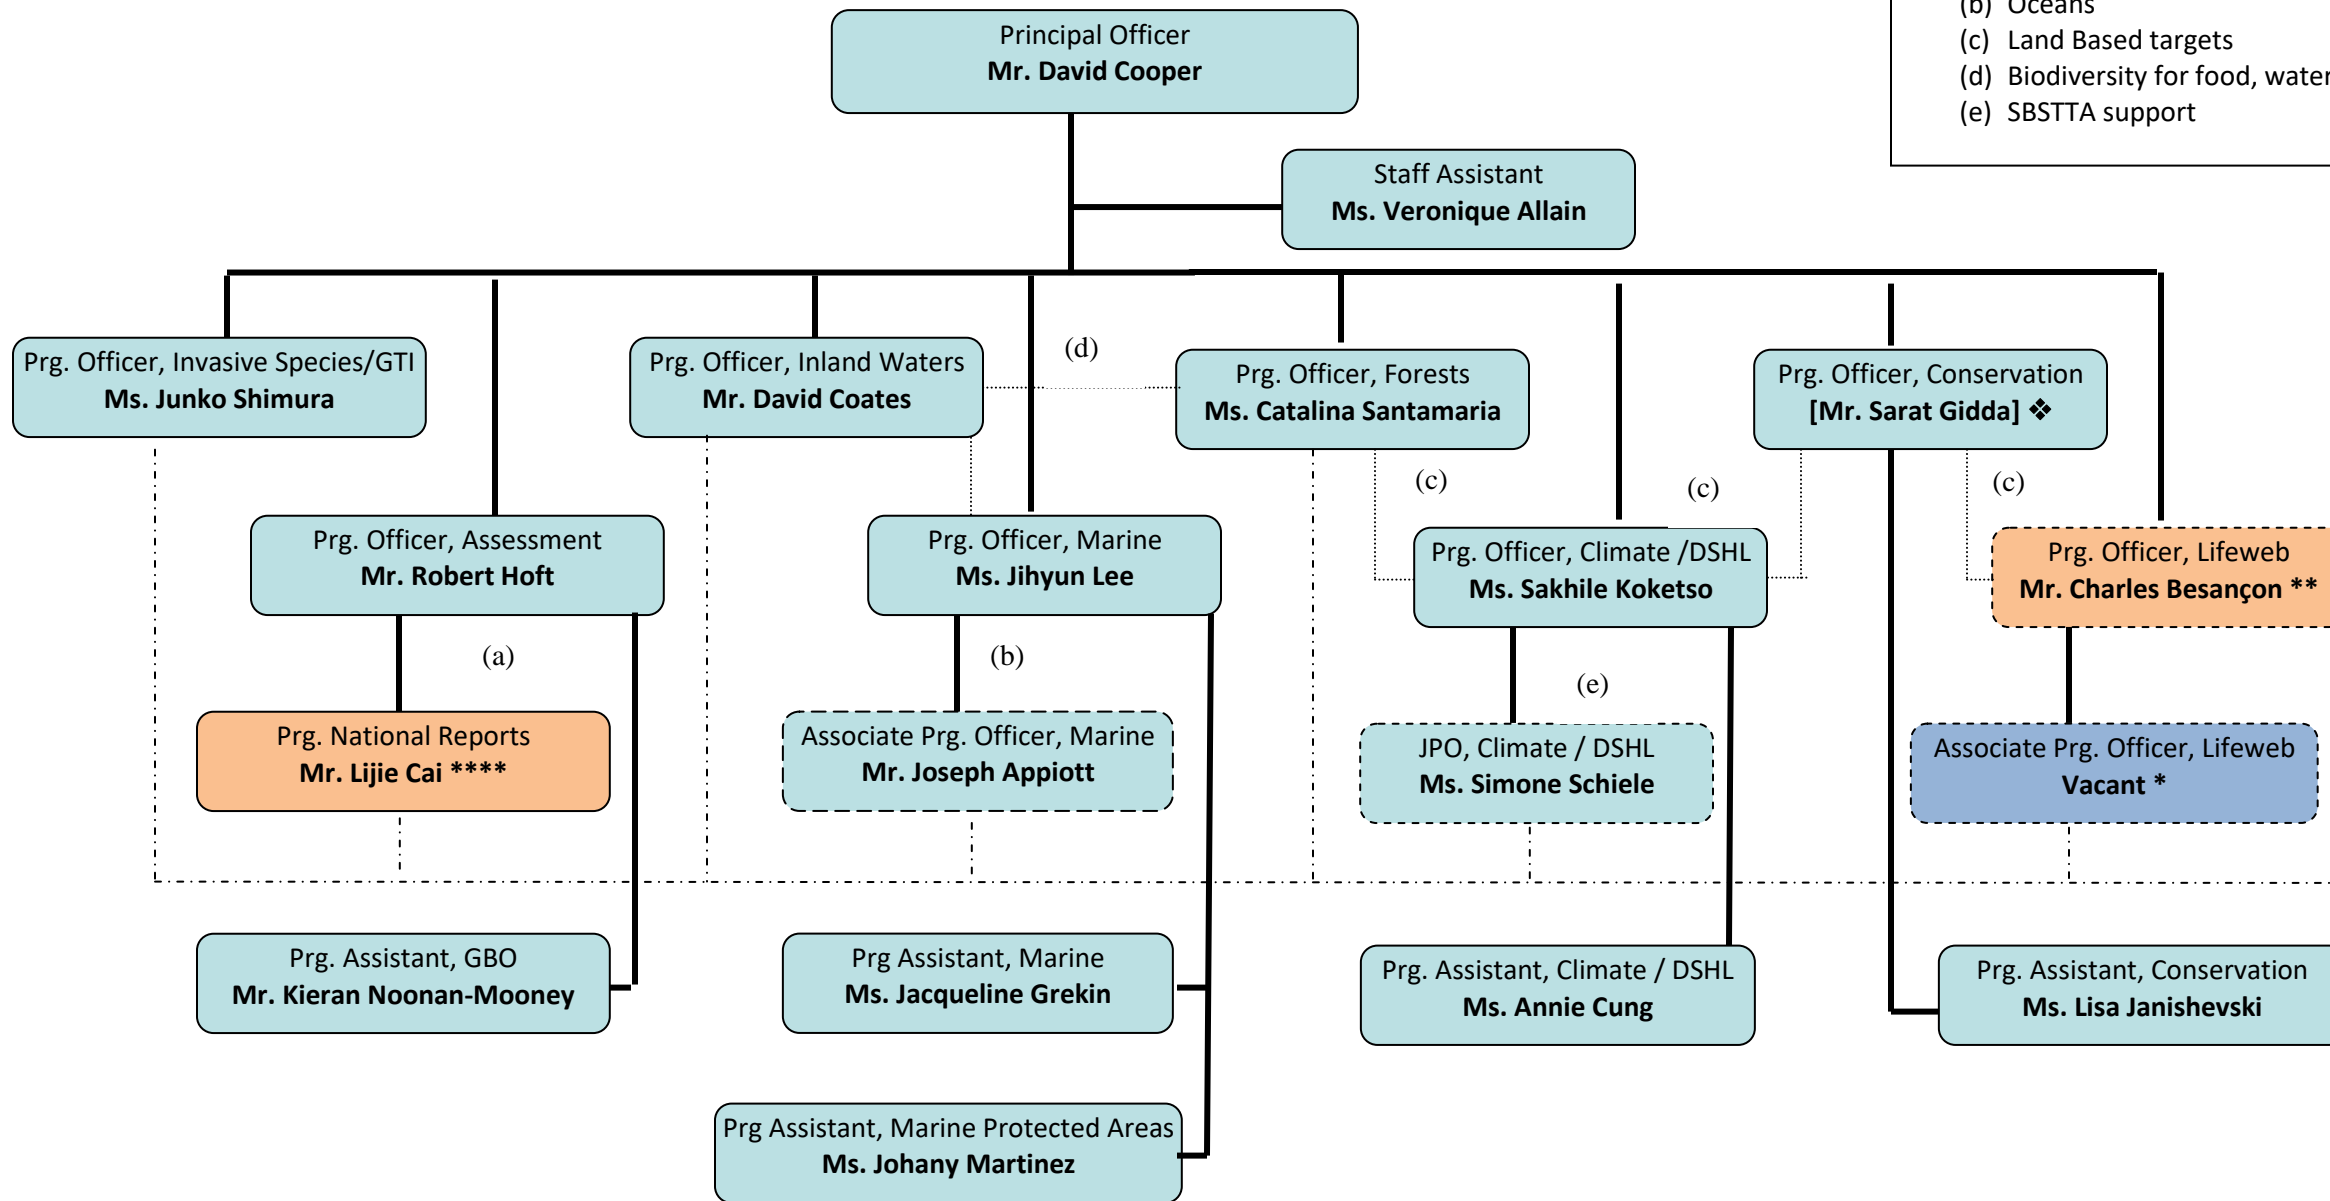 (b) Oceans
(c) Land Based targets
(d) Biodiversity for food, water
(e) SBSTTA support
Principal Officer
Mr. David Cooper
Staff Assistant
Ms. Veronique Allain
Prg. Officer, Invasive Species/GTI
Ms. Junko Shimura
Prg. Officer, Inland Waters
Mr. David Coates
(d)
Prg. Officer, Forests
Ms. Catalina Santamaria
Prg. Officer, Conservation
[Mr. Sarat Gidda] ❖
(c)
(c)
(c)
Prg. Officer, Assessment
Mr. Robert Hoft
Prg. Officer, Marine
Ms. Jihyun Lee
Prg. Officer, Climate /DSHL
Ms. Sakhile Koketso
Prg. Officer, Lifeweb
Mr. Charles Besançon **
(a)
(b)
(e)
Prg. National Reports
Mr. Lijie Cai ****
Associate Prg. Officer, Marine
Mr. Joseph Appiott
JPO, Climate / DSHL
Ms. Simone Schiele
Associate Prg. Officer, Lifeweb
Vacant *
Prg. Assistant, GBO
Mr. Kieran Noonan-Mooney
Prg Assistant, Marine
Ms. Jacqueline Grekin
Prg. Assistant, Climate / DSHL
Ms. Annie Cung
Prg. Assistant, Conservation
Ms. Lisa Janishevski
Prg Assistant, Marine Protected Areas
Ms. Johany Martinez